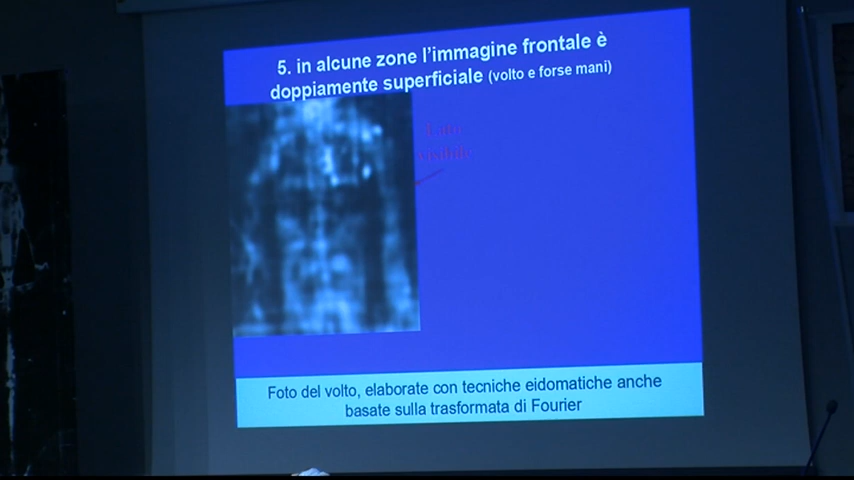 5. in alcune zone l'immagine frontale è
doppiamente superficiale (volto e forse mani)
visibile
Foto del volto, elaborate con tecniche eidomatiche anche
basate sulla trasformata di Fourier